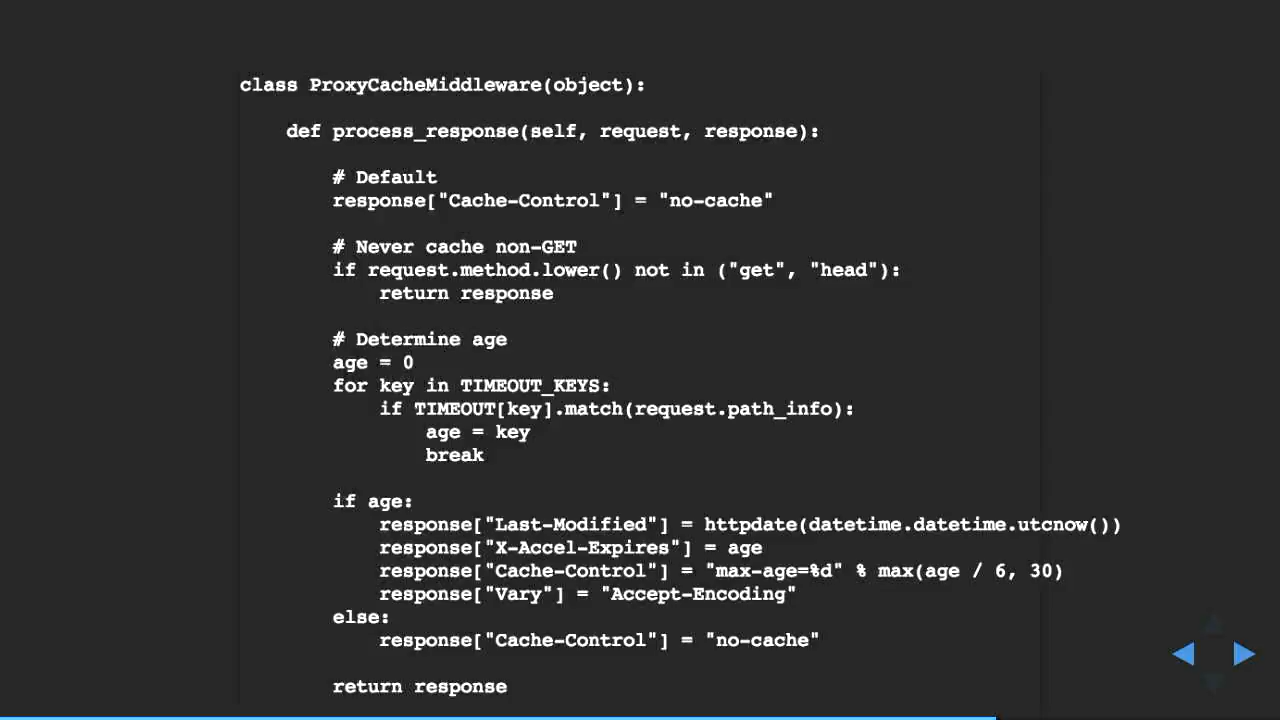 class ProxyCacheMiddleware(object):
def process_response(self, request, response):
# Default
response["Cache-Control"] = "no-cache"
# Never cache non-GET
if request.method.lower() not in ("get", "head"):
return response
# Determine age
age = 0
for key in TIMEOUT_KEYS:
if TIMEOUT[key].match(request.path_info):
age = key
break
if age:
response["Last-Modified"] = httpdate(datetime.datetime.utcnow())
response["X-Accel-Expires"] = age
response["Cache-Control"] = "max-age=%d" % max(age / 6, 30)
response["Vary"] = "Accept-Encoding"
else:
response["Cache-Control"] = "no-cache"
return response